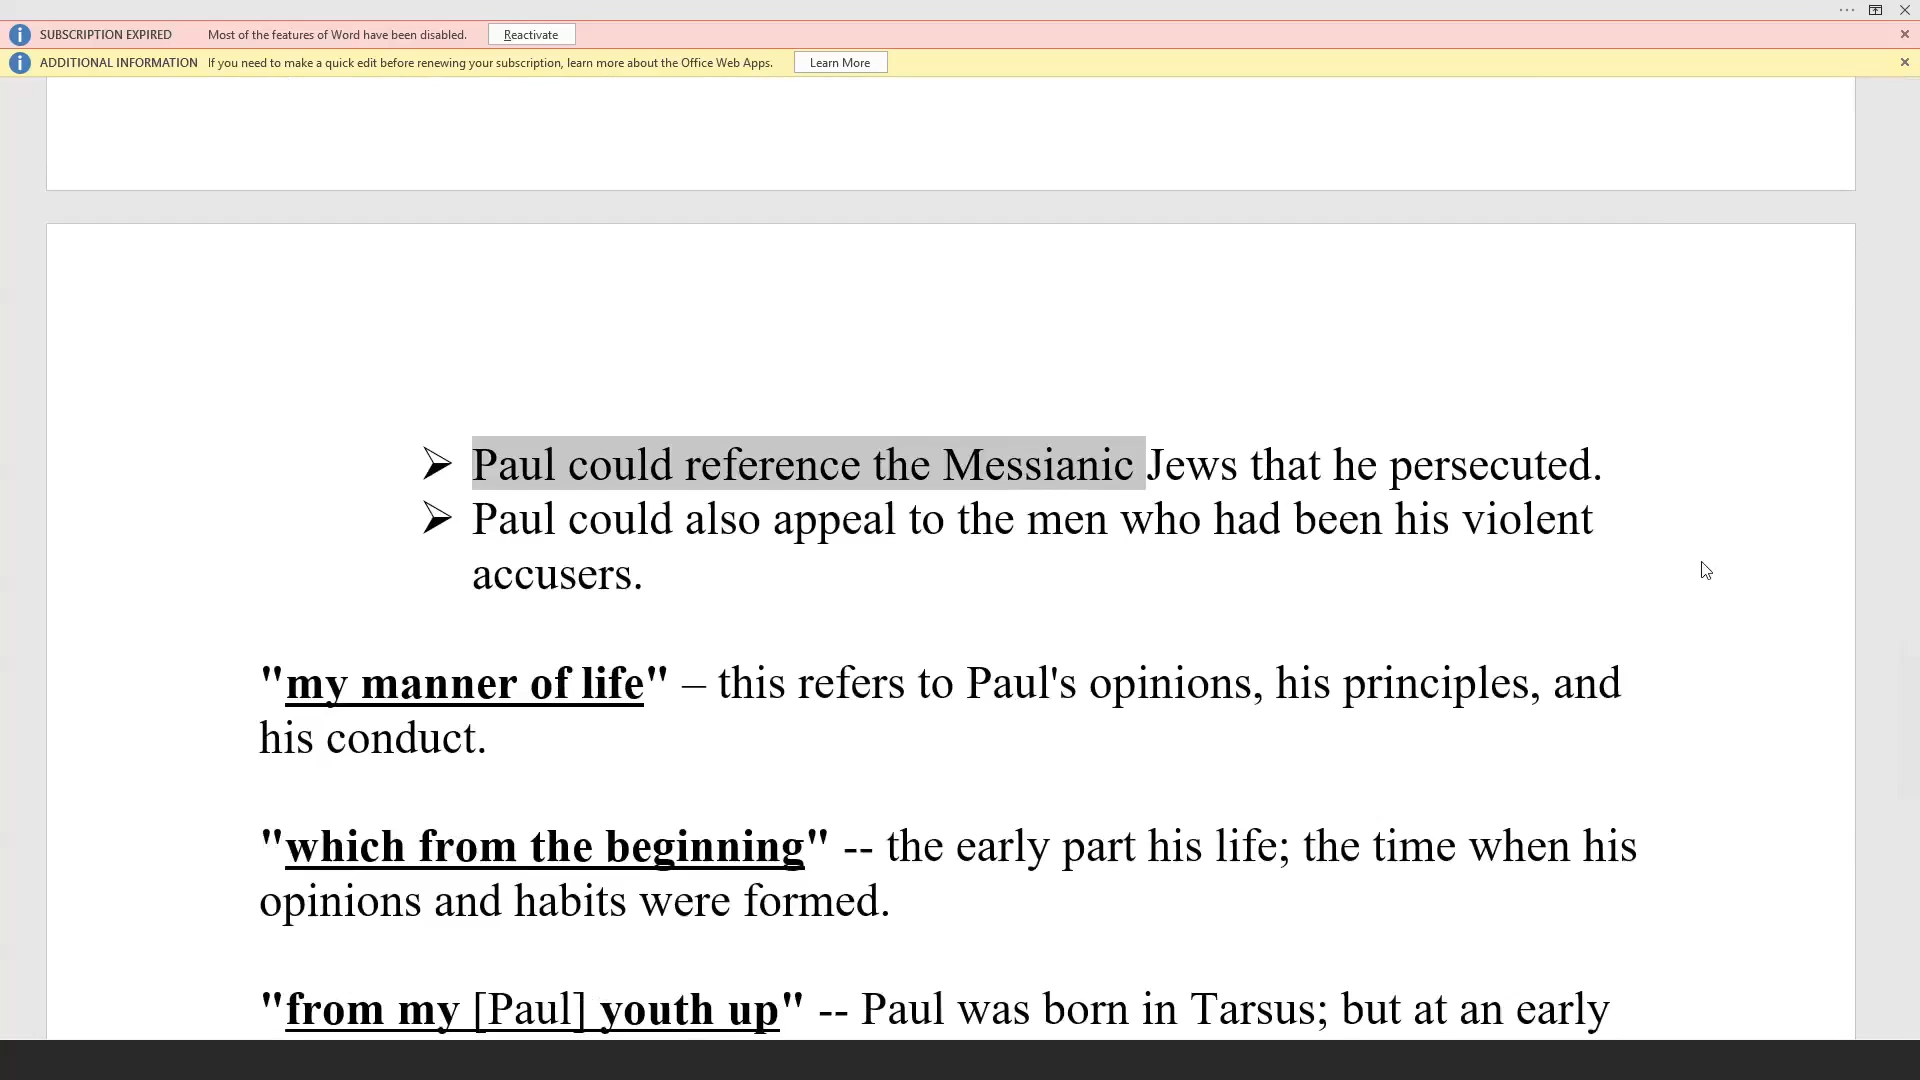 SUBSCRIPTION EXPIRED Most of the features of Word have been disabled. Reactivate
ADDITIONAL INFORMATION If you need to make a quick edit before renewing your subscription, learn more about the Office Web Apps. Learn More
➢ Paul could reference the Messianic Jews that he persecuted.
➢ Paul could also appeal to the men who had been his violent
accusers.
"my manner of life" – this refers to Paul's opinions, his principles, and
his conduct.
"which from the beginning" -- the early part his life; the time when his
opinions and habits were formed.
"from my [Paul] youth up" -- Paul was born in Tarsus; but at an early